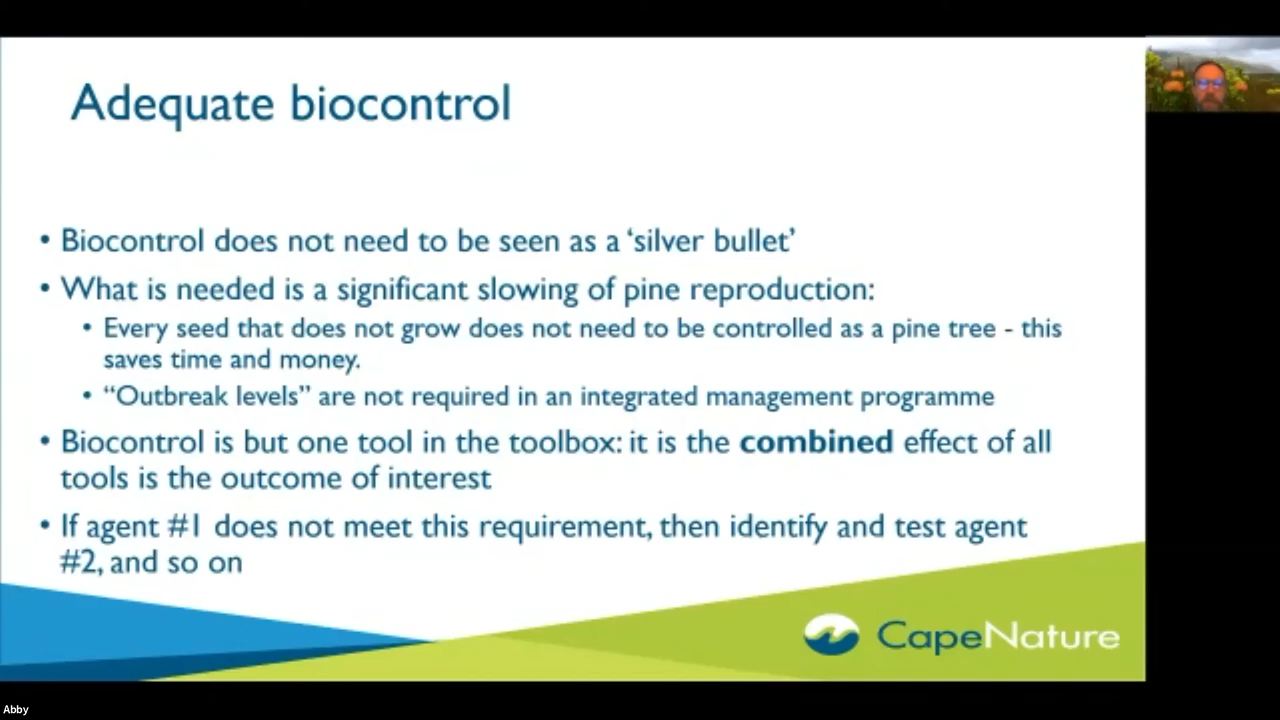 Adequate biocontrol
• Biocontrol does not need to be seen as a ‘silver bullet’
• What is needed is a significant slowing of pine reproduction:
• Every seed that does not grow does not need to be controlled as a pine tree - this
saves time and money.
• “Outbreak levels” are not required in an integrated management programme
• Biocontrol is but one tool in the toolbox: it is the combined effect of all
tools is the outcome of interest
• If agent #1 does not meet this requirement, then identify and test agent
#2, and so on
CapeNature
Abby